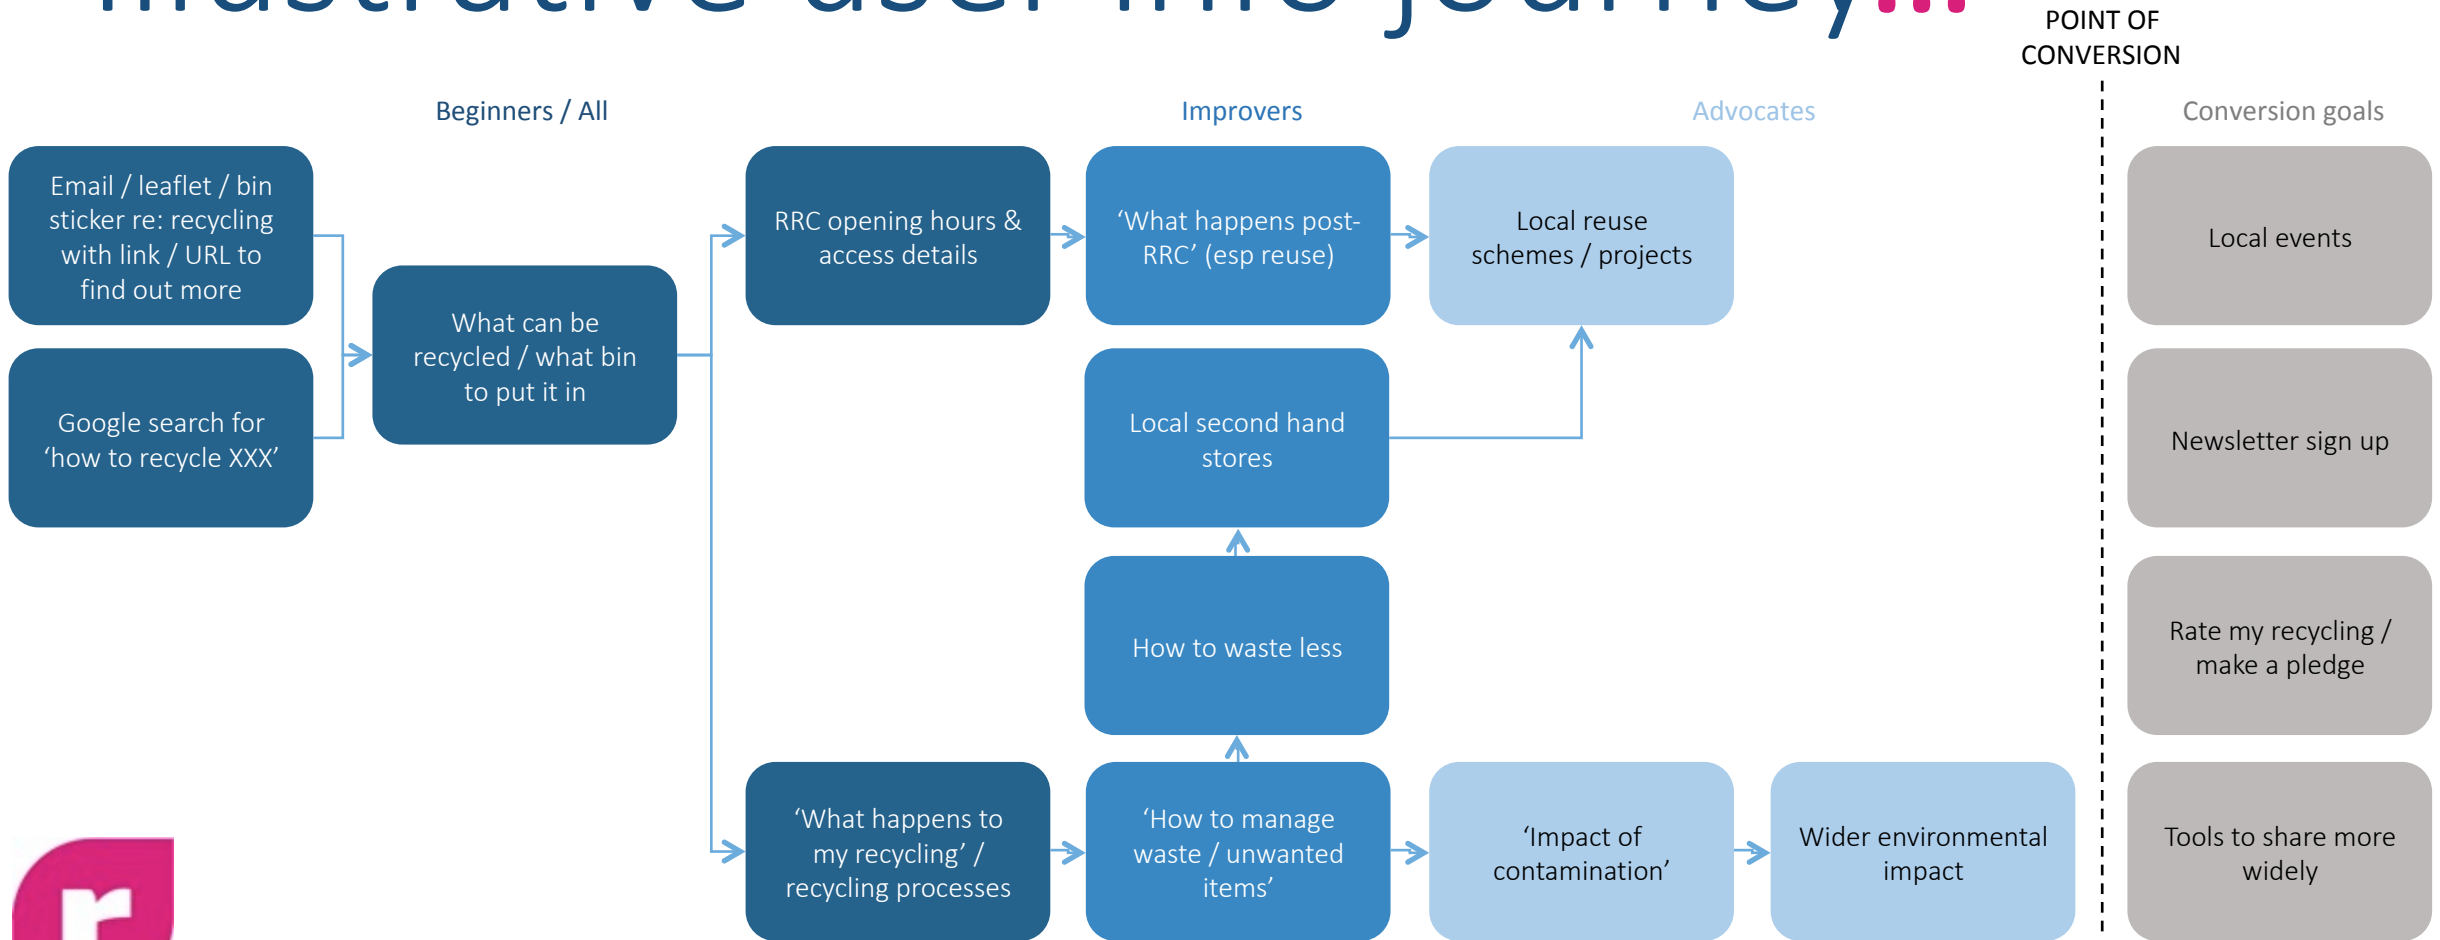 Illustrative user info journey...
POINT OF
CONVERSION
Beginners / All
Improvers
Advocates
Conversion goals
Email / leaflet / bin
sticker re: recycling
with link / URL to
find out more
Google search for
‘how to recycle XXX’
What can be
recycled / what bin
to put it in
RRC opening hours &
access details
‘What happens post-
RRC’ (esp reuse)
Local reuse
schemes / projects
Local second hand
stores
How to waste less
‘What happens to
my recycling’ /
recycling processes
‘How to manage
waste / unwanted
items’
‘Impact of
contamination’
Wider environmental
impact
Local events
Newsletter sign up
Rate my recycling /
make a pledge
Tools to share more
widely
r